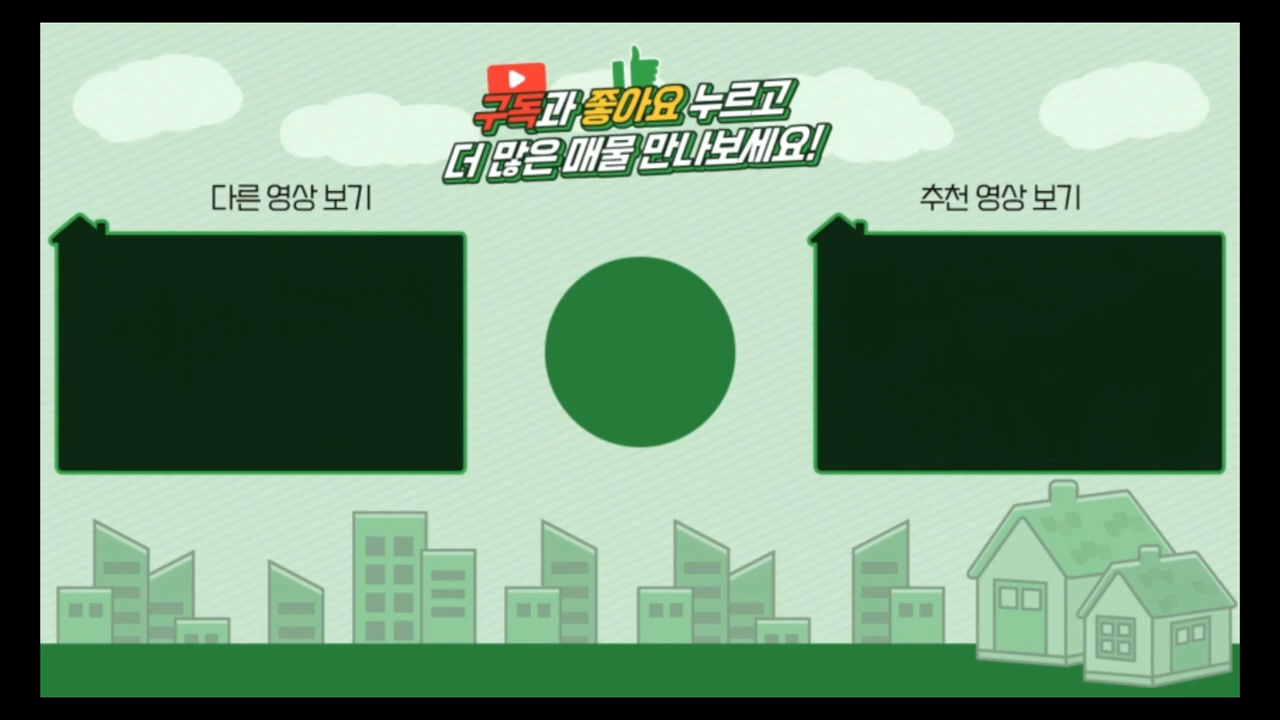 구독과 좋아요 누르고
더 많은 매물 만나보세요!
다른 영상 보기
추천 영상 보기